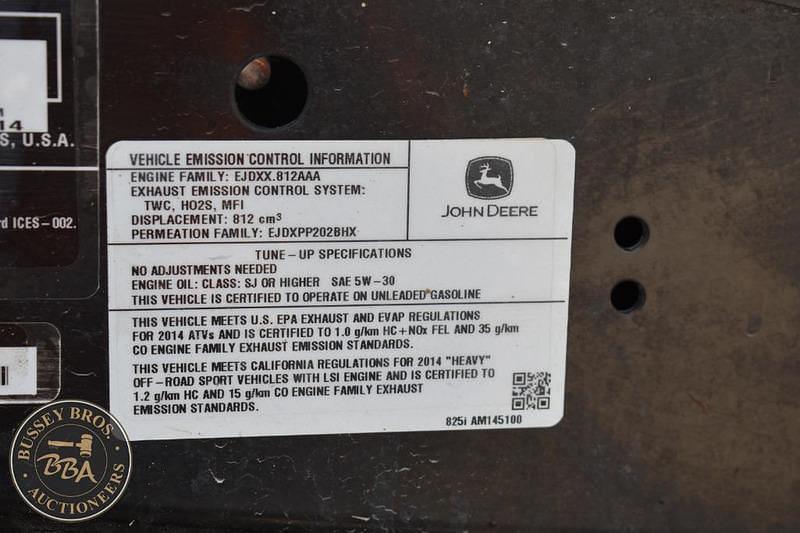 14
S, U.S.A.
rd ICES-002.
VEHICLE EMISSION CONTROL INFORMATION
ENGINE FAMILY: EJDXX.812AAA
EXHAUST EMISSION CONTROL SYSTEM:
TWC, HO2S, MFI
DISPLACEMENT: 812 cm³
PERMEATION FAMILY: EJDXPP202BHX
JOHN DEERE
TUNE-UP SPECIFICATIONS
NO ADJUSTMENTS NEEDED
ENGINE OIL: CLASS: SJ OR HIGHER SAE 5W-30
THIS VEHICLE IS CERTIFIED TO OPERATE ON UNLEADED GASOLINE
THIS VEHICLE MEETS U.S. EPA EXHAUST AND EVAP REGULATIONS
FOR 2014 ATVs AND IS CERTIFIED TO 1.0 g/km HC+NOx FEL AND 35 g/km
CO ENGINE FAMILY EXHAUST EMISSION STANDARDS.
THIS VEHICLE MEETS CALIFORNIA REGULATIONS FOR 2014 "HEAVY"
OFF-ROAD SPORT VEHICLES WITH LSI ENGINE AND IS CERTIFIED TO
1.2 g/km HC AND 15 g/km CO ENGINE FAMILY EXHAUST
EMISSION STANDARDS.
825i AM145100
BUSSEY BROS.
BBA
AUCTIONEERS